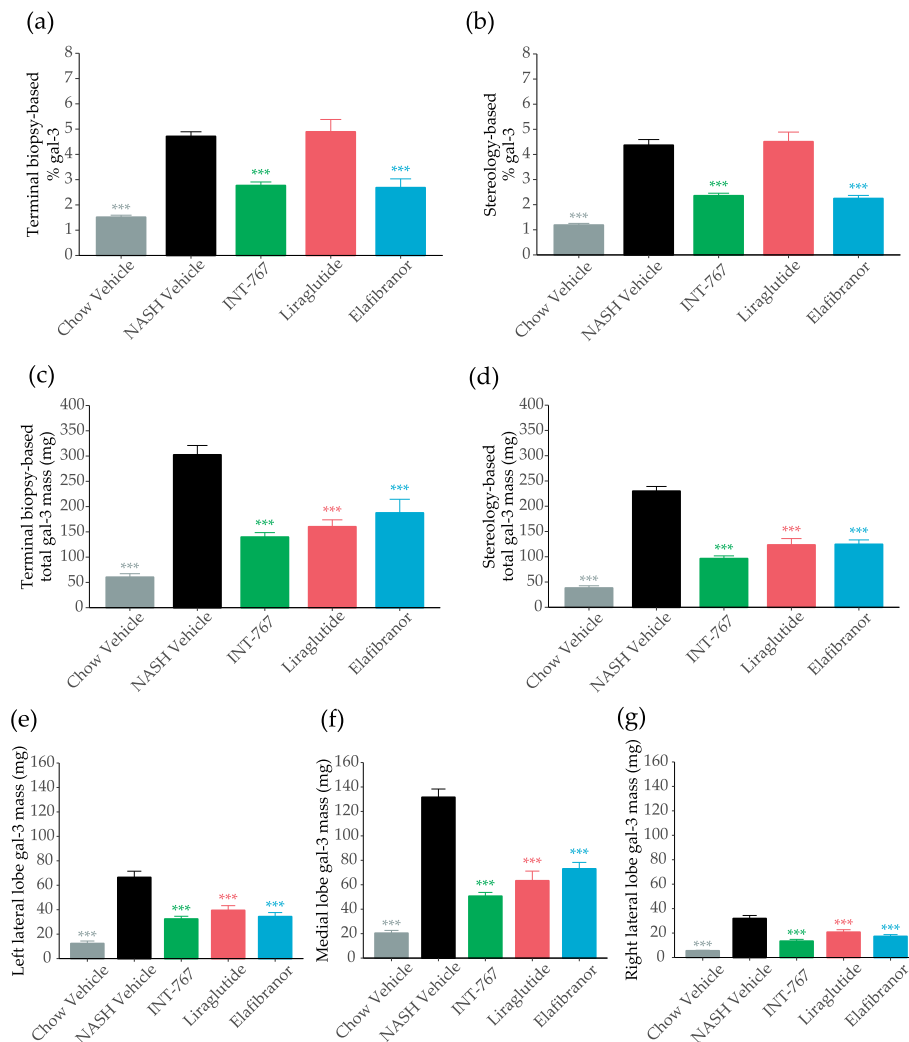 (a)
Terminal biopsy-based
% gal-3
8
7
6
5
4
3
2
1
0
***
***
***
Chow Vehicle
NASH Vehicle
INT-767
Liraglutide
Elafibranor
(b)
Stereology-based
% gal-3
8
7
6
5
4
3
2
1
0
***
***
***
Chow Vehicle
NASH Vehicle
INT-767
Liraglutide
Elafibranor
(c)
Terminal biopsy-based
total gal-3 mass (mg)
400
350
300
250
200
150
100
50
0
***
***
***
***
Chow Vehicle
NASH Vehicle
INT-767
Liraglutide
Elafibranor
(d)
Stereology-based
total gal-3 mass (mg)
400
350
300
250
200
150
100
50
0
***
***
***
***
Chow Vehicle
NASH Vehicle
INT-767
Liraglutide
Elafibranor
(e)
Left lateral lobe gal-3 mass (mg)
160
140
120
100
80
60
40
20
0
***
***
***
***
Chow Vehicle
NASH Vehicle
INT-767
Liraglutide
Elafibranor
(f)
Medial lobe gal-3 mass (mg)
160
140
120
100
80
60
40
20
0
***
***
***
***
Chow Vehicle
NASH Vehicle
INT-767
Liraglutide
Elafibranor
(g)
Right lateral lobe gal-3 mass (mg)
160
140
120
100
80
60
40
20
0
***
***
***
***
Chow Vehicle
NASH Vehicle
INT-767
Liraglutide
Elafibranor